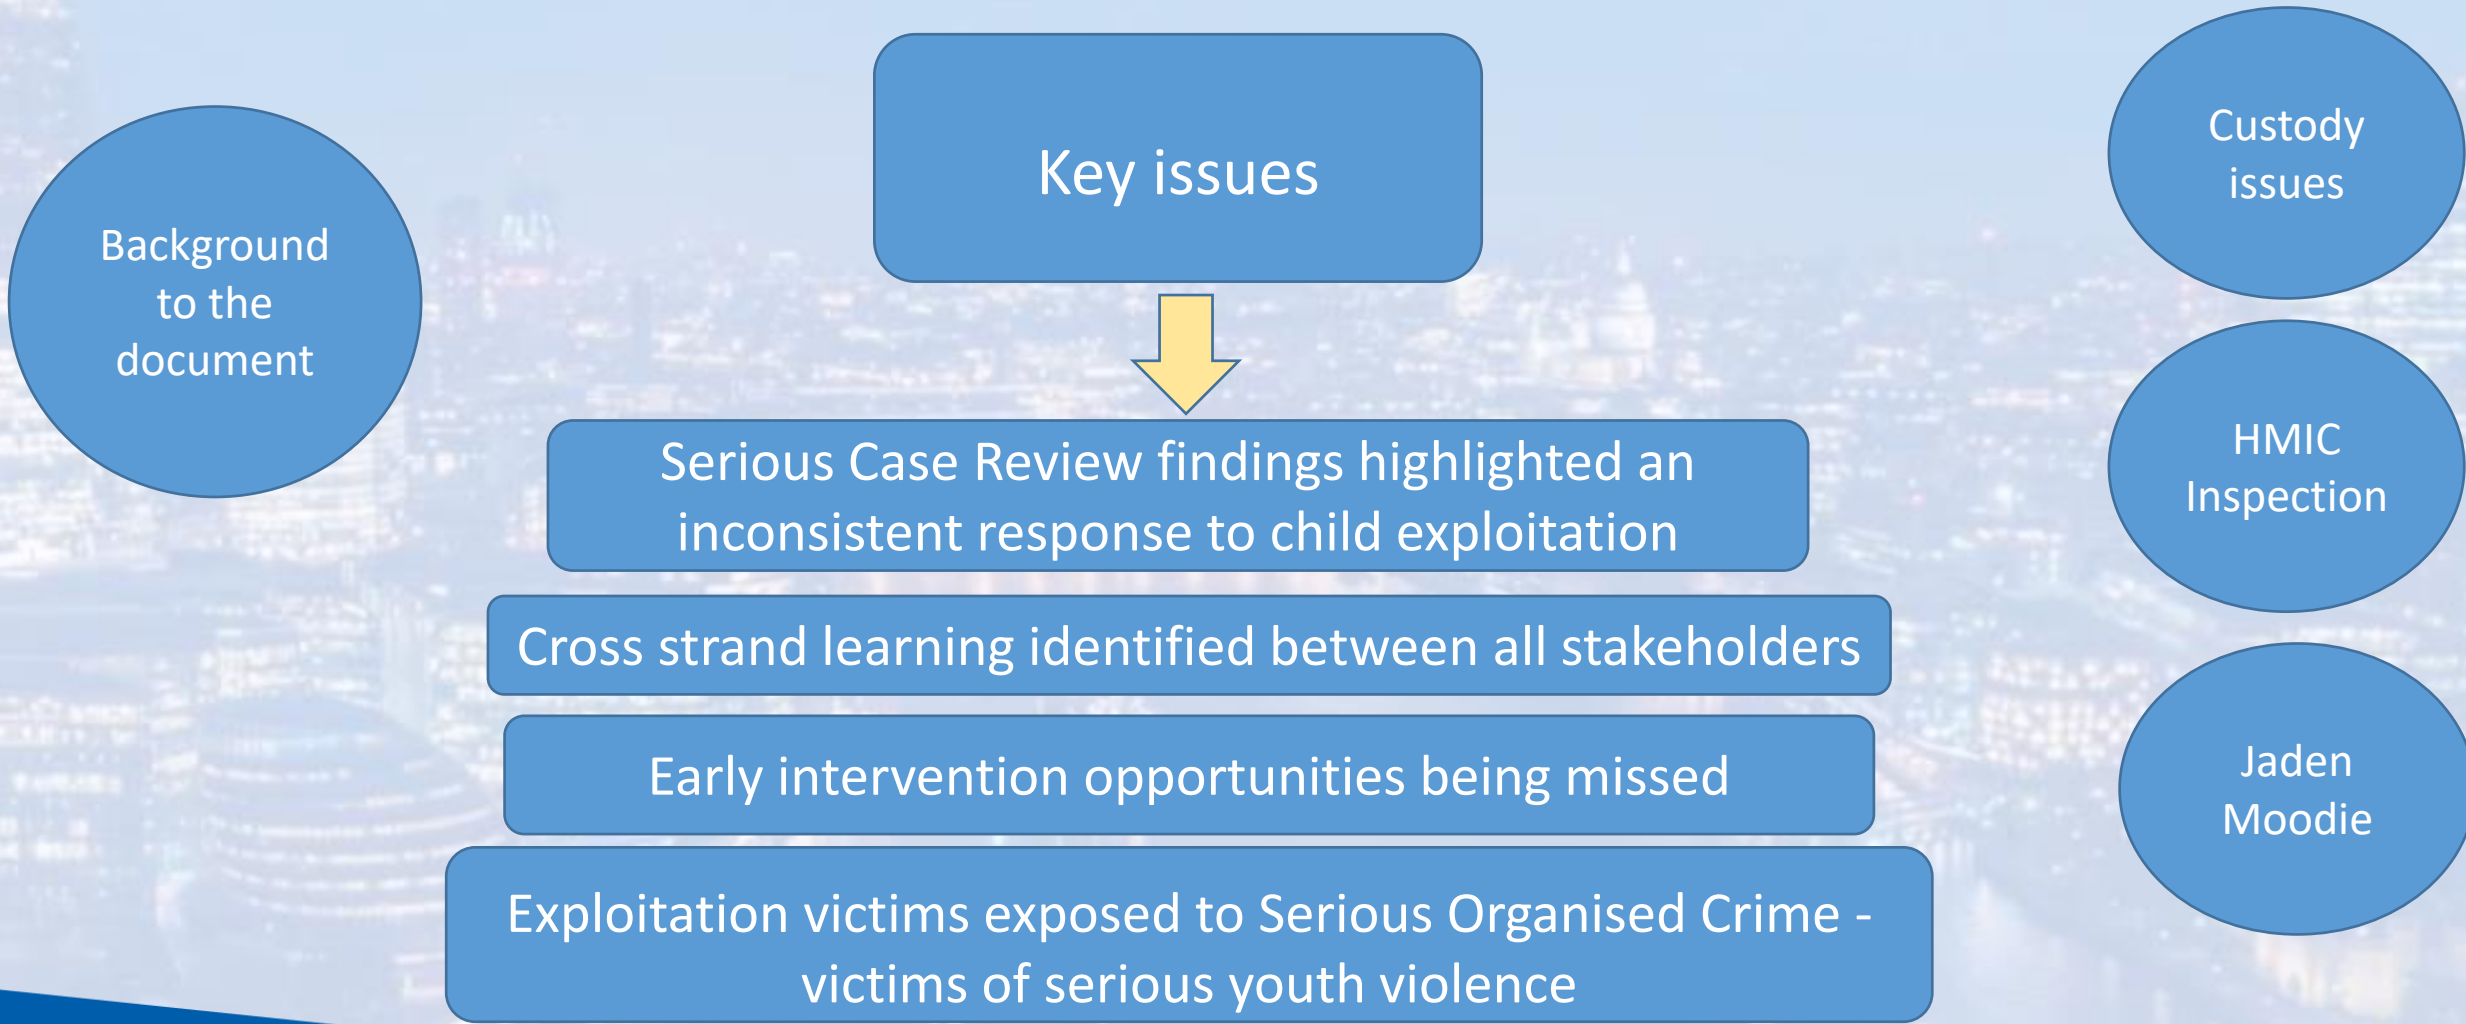 Background
to the
document
Key issues
Serious Case Review findings highlighted an
inconsistent response to child exploitation
Cross strand learning identified between all stakeholders
Early intervention opportunities being missed
Exploitation victims exposed to Serious Organised Crime -
victims of serious youth violence
Custody
issues
HMIC
Inspection
Jaden
Moodie